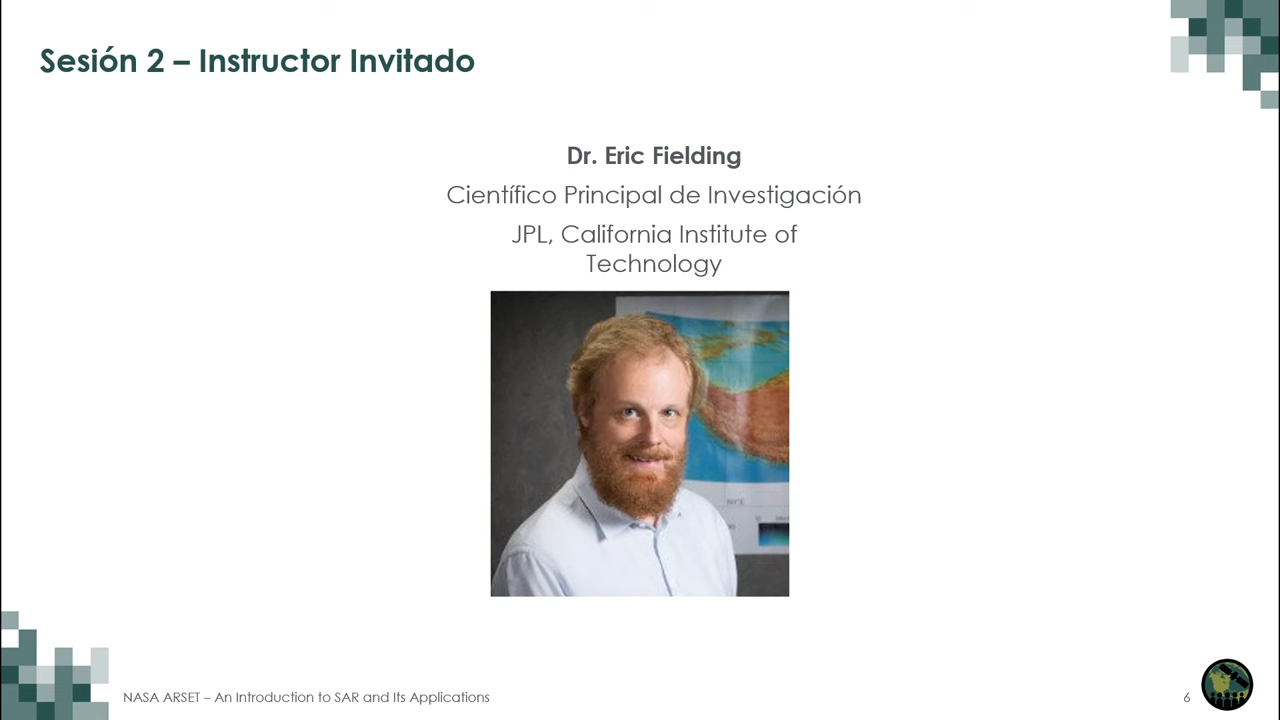 Sesión 2 – Instructor Invitado
Dr. Eric Fielding
Científico Principal de Investigación
JPL, California Institute of
Technology
NASA ARSET – An Introduction to SAR and Its Applications
6